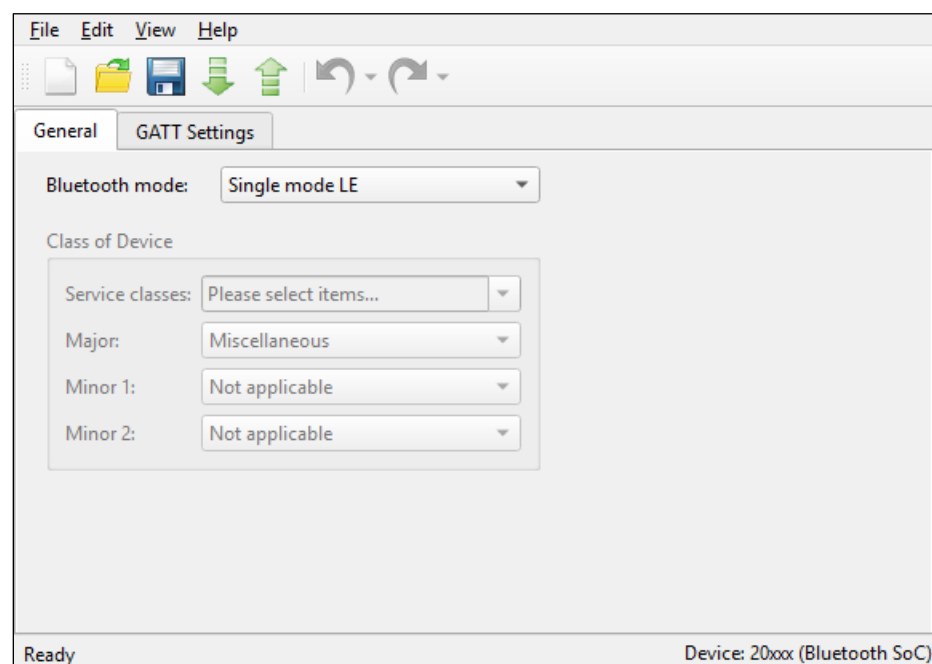 File Edit View Help
General GATT Settings
Bluetooth mode: Single mode LE
Class of Device
Service classes: Please select items...
Major: Miscellaneous
Minor 1: Not applicable
Minor 2: Not applicable
Ready Device: 20xxx (Bluetooth SoC)